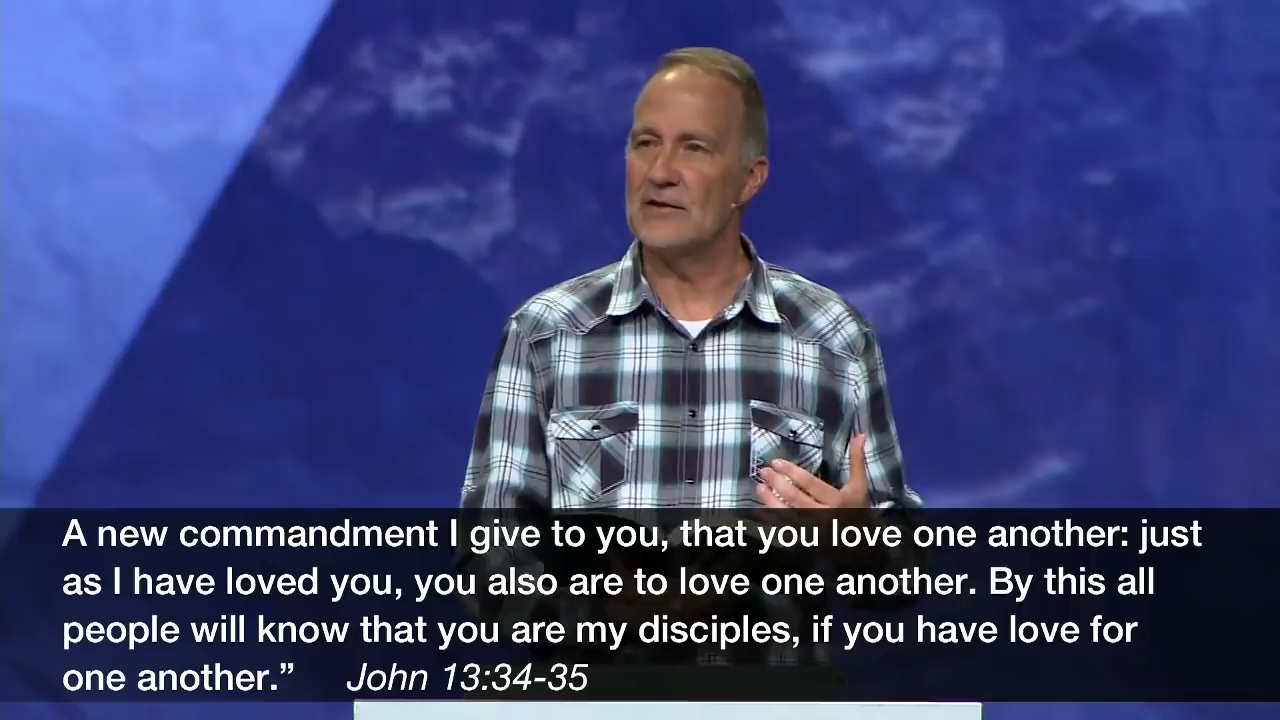 A new commandment I give to you, that you love one another: just
as I have loved you, you also are to love one another. By this all
people will know that you are my disciples, if you have love for
one another.” John 13:34-35